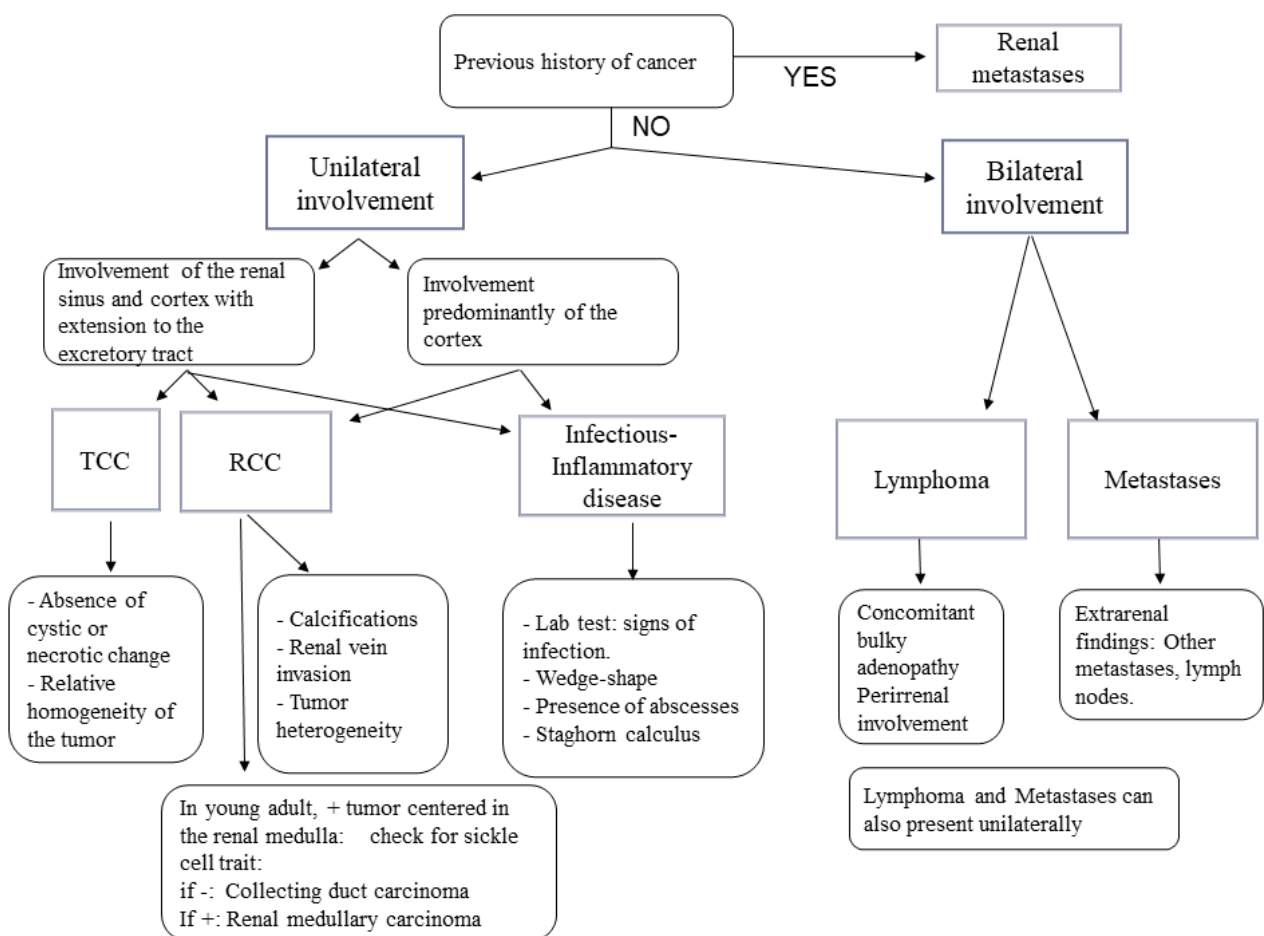 Previous history of cancer
YES
Renal
metastases
NO
Unilateral
involvement
Bilateral
involvement
Involvement of the renal
sinus and cortex with
extension to the
excretory tract
Involvement
predominantly of the
cortex
TCC
RCC
Infectious-
Inflammatory
disease
Lymphoma
Metastases
- Absence of
cystic or
necrotic change
- Relative
homogeneity of
the tumor
- Calcifications
- Renal vein
invasion
- Tumor
heterogeneity
- Lab test: signs of
infection.
- Wedge-shape
- Presence of abscesses
- Staghorn calculus
Concomitant
bulky
adenopathy
Perirrenal
involvement
Extrarenal
findings: Other
metastases, lymph
nodes.
In young adult, + tumor centered in
the renal medulla: check for sickle
cell trait:
if -: Collecting duct carcinoma
If +: Renal medullary carcinoma
Lymphoma and Metastases can
also present unilaterally